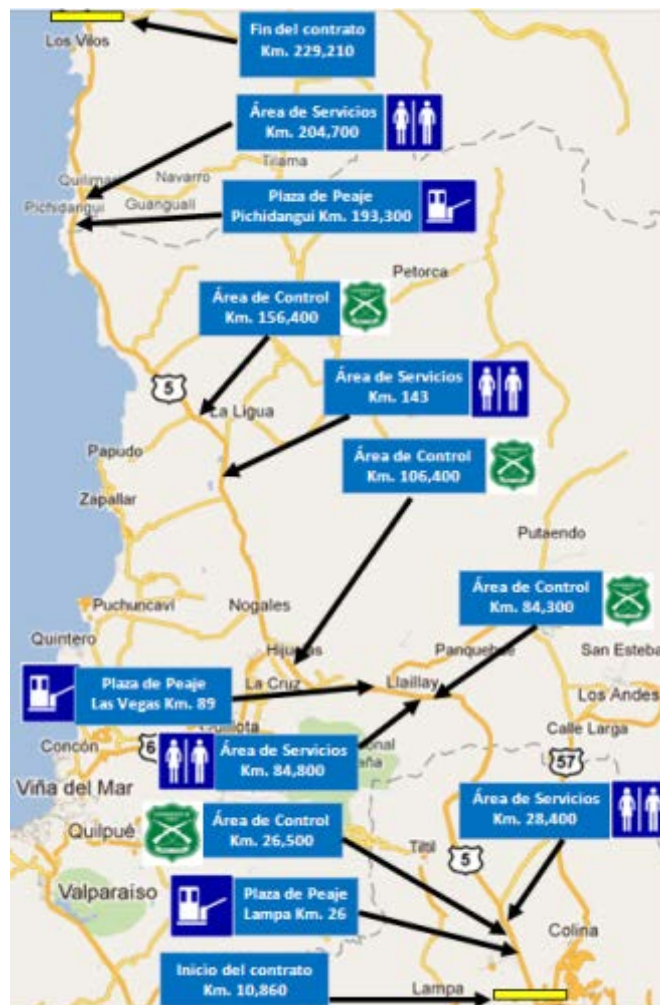 Fin del contrato
Km. 229,210
Los Vilos
Área de Servicios
Km. 204,700
Tilama
Navarro
Pichidangui
Guanguali
Plaza de Peaje
Pichidangui Km. 193,300
Petorca
Área de Control
Km. 156,400
5
Área de Servicios
Km. 143
La Ligua
Papudo
Área de Control
Km. 106,400
Zapallar
Putaendo
Área de Control
Km. 84,300
Puchuncaví
Nogales
Quintero
Panquehue
San Esteba
Plaza de Peaje
Las Vegas Km. 89
La Cruz
Llaillay
Los Andes
Concón
6
Calle Larga
Área de Servicios
Km. 84,800
57
Viña del Mar
Área de Servicios
Km. 28,400
Quilpué
Área de Control
Km. 26,500
Tiltil
5
Valparaíso
Plaza de Peaje
Lampa Km. 26
Colina
Inicio del contrato
Km. 10,860
Lampa